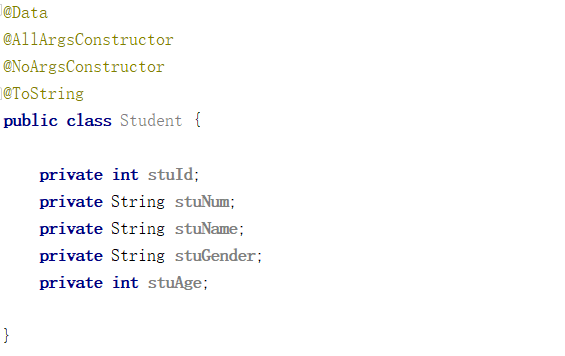 @Data
@AllArgsConstructor
@NoArgsConstructor
@ToString
public class Student {
private int stuId;
private String stuNum;
private String stuName;
private String stuGender;
private int stuAge;
}